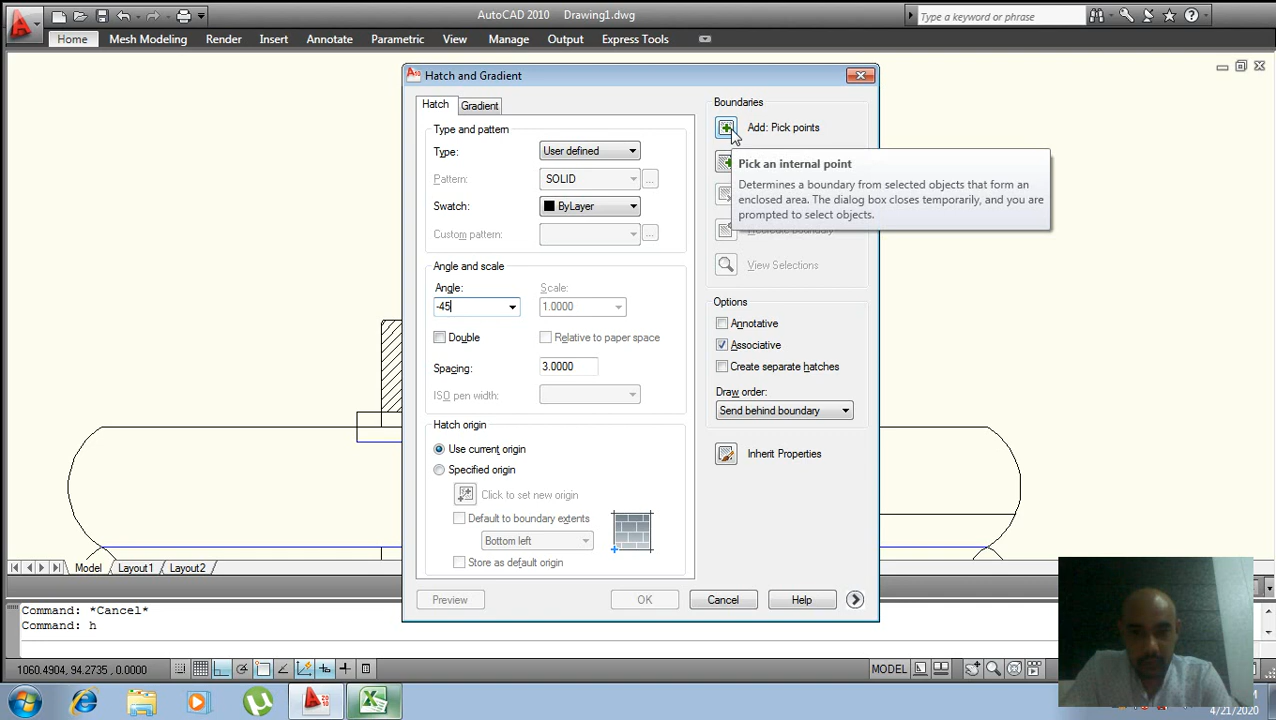 AutoCAD 2010 Drawing1.dwg
Type a keyword or phrase
Home Mesh Modeling Render Insert Annotate Parametric View Manage Output Express Tools
Hatch and Gradient
Hatch Gradient
Type and pattern
Type: User defined
Pattern: SOLID
Swatch: ByLayer
Custom pattern:
Angle and scale
Angle: Scale:
-45 1.0000
Double Relative to paper space
Spacing: 3.0000
ISO pen width:
Hatch origin
Use current origin
Specified origin
Click to set new origin
Default to boundary extents
Bottom left
Store as default origin
Boundaries
Add: Pick points
Pick an internal point
Determines a boundary from selected objects that form an
enclosed area. The dialog box closes temporarily, and you are
prompted to select objects.
Recreate boundary
View Selections
Options
Annotative
Associative
Create separate hatches
Draw order:
Send behind boundary
Inherit Properties
Preview OK Cancel Help
Model Layout1 Layout2
Command: *Cancel*
Command: h
1060.4904, 94.2735, 0.0000 MODEL
4/21/2020